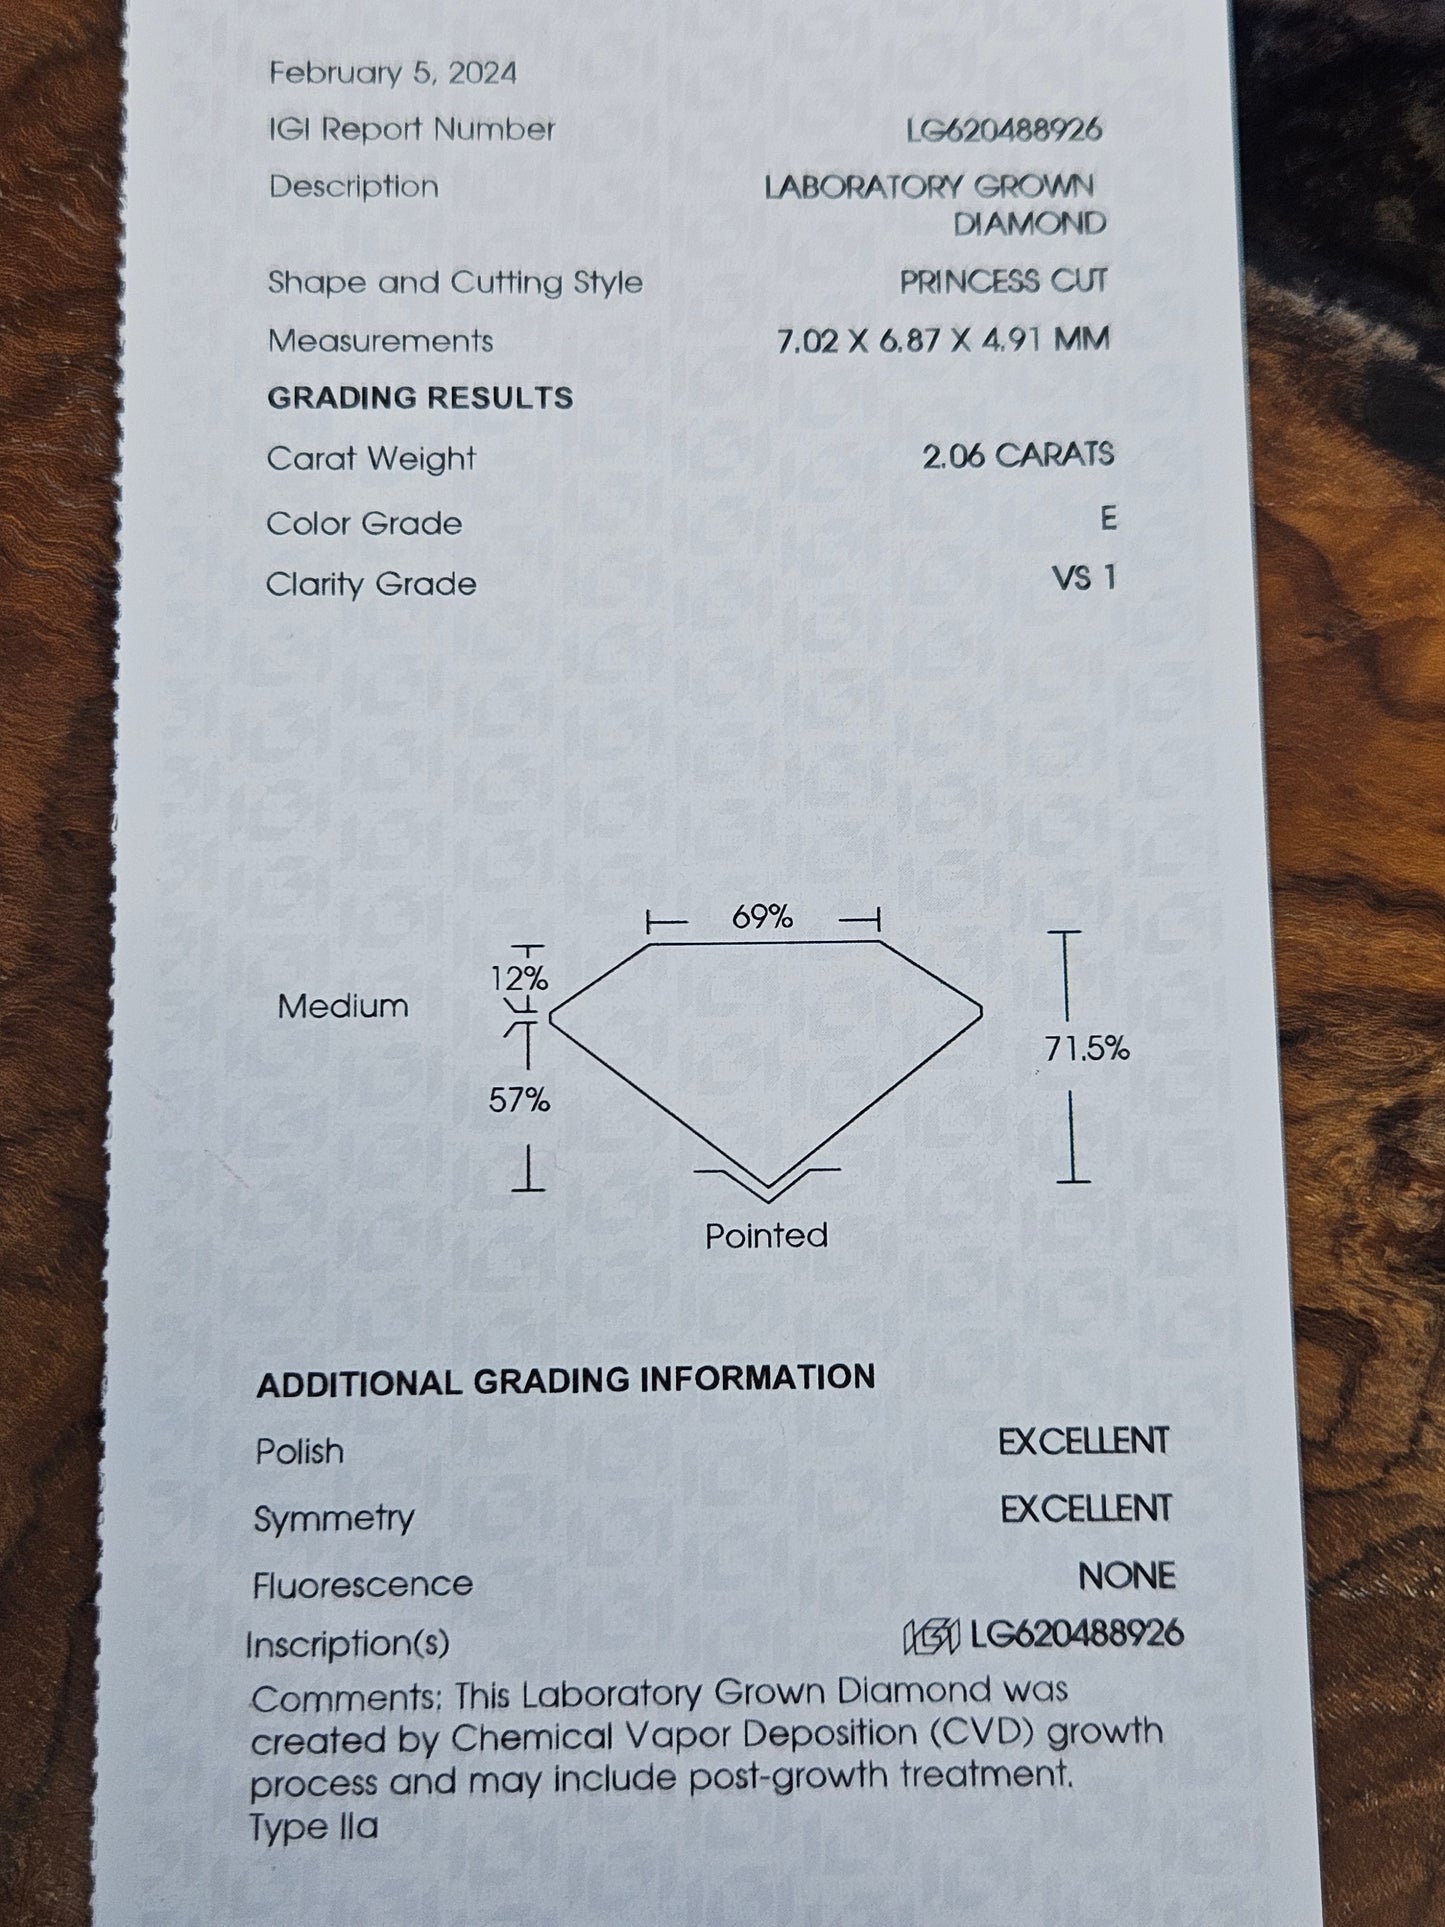 February 5, 2024
IGI Report Number LG620488926
Description LABORATORY GROWN
DIAMOND
Shape and Cutting Style PRINCESS CUT
Measurements 7.02 X 6.87 X 4.91 MM
GRADING RESULTS
Carat Weight 2.06 CARATS
Color Grade E
Clarity Grade VS 1
69%
12%
Medium
71.5%
57%
Pointed
ADDITIONAL GRADING INFORMATION
Polish EXCELLENT
Symmetry EXCELLENT
Fluorescence NONE
Inscription(s) IGI LG620488926
Comments: This Laboratory Grown Diamond was
created by Chemical Vapor Deposition (CVD) growth
process and may include post-growth treatment.
Type IIa